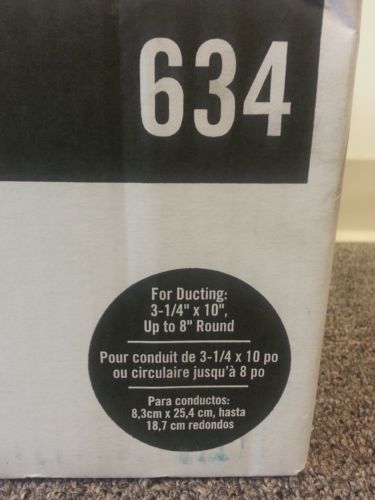 634
For Ducting:
3-1/4" x 10",
Up to 8" Round
Pour conduit de 3-1/4 x 10 po
ou circulaire jusqu'à 8 po
Para conductos:
8,3cm x 25,4 cm, hasta
18,7 cm redondos